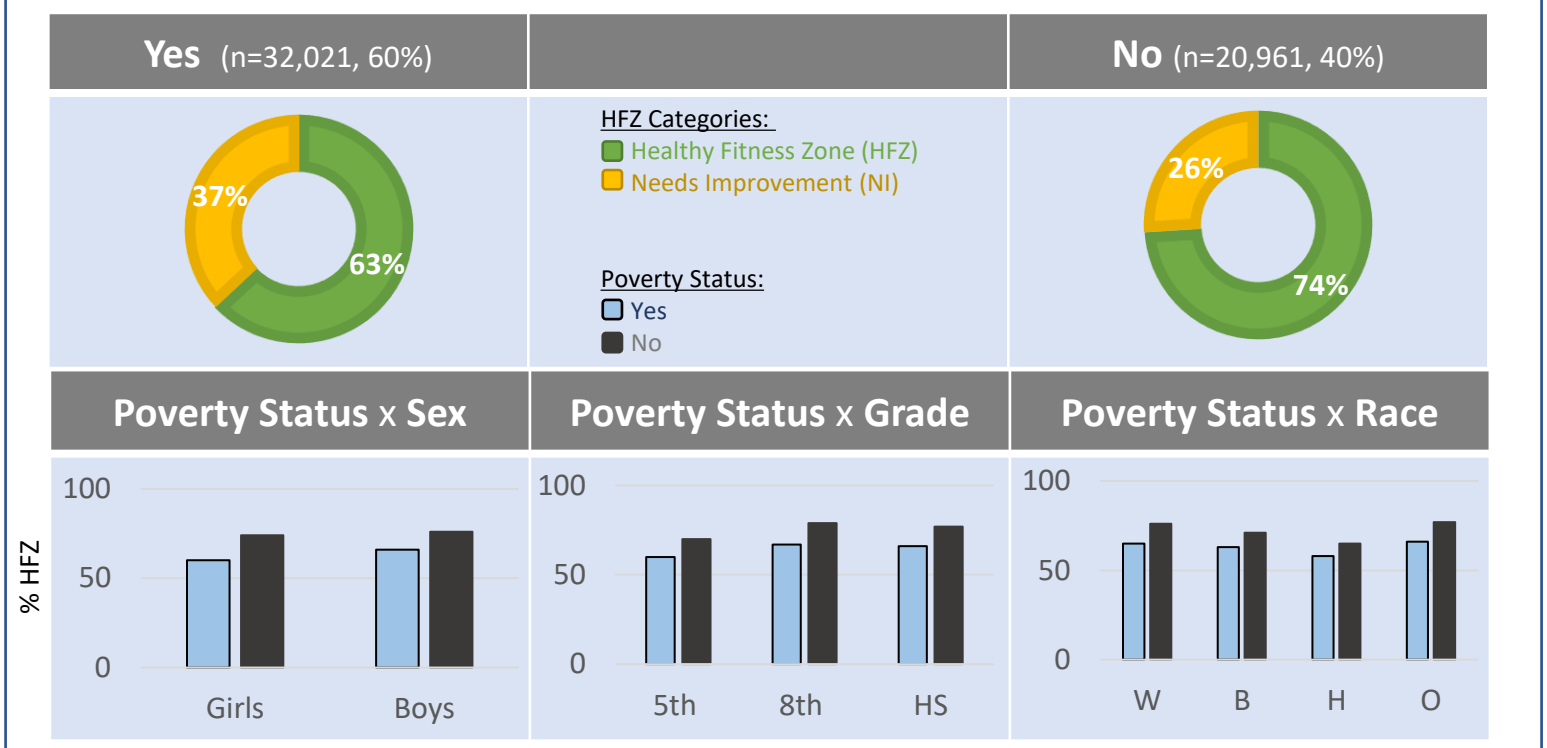 Yes (n=32,021, 60%)
No (n=20,961, 40%)
37%
63%
HFZ Categories:
Healthy Fitness Zone (HFZ)
Needs Improvement (NI)
Poverty Status:
Yes
No
26%
74%
Poverty Status x Sex
Poverty Status x Grade
Poverty Status x Race
% HFZ
100
50
0
Girls
Boys
100
50
0
5th
8th
HS
100
50
0
W
B
H
O